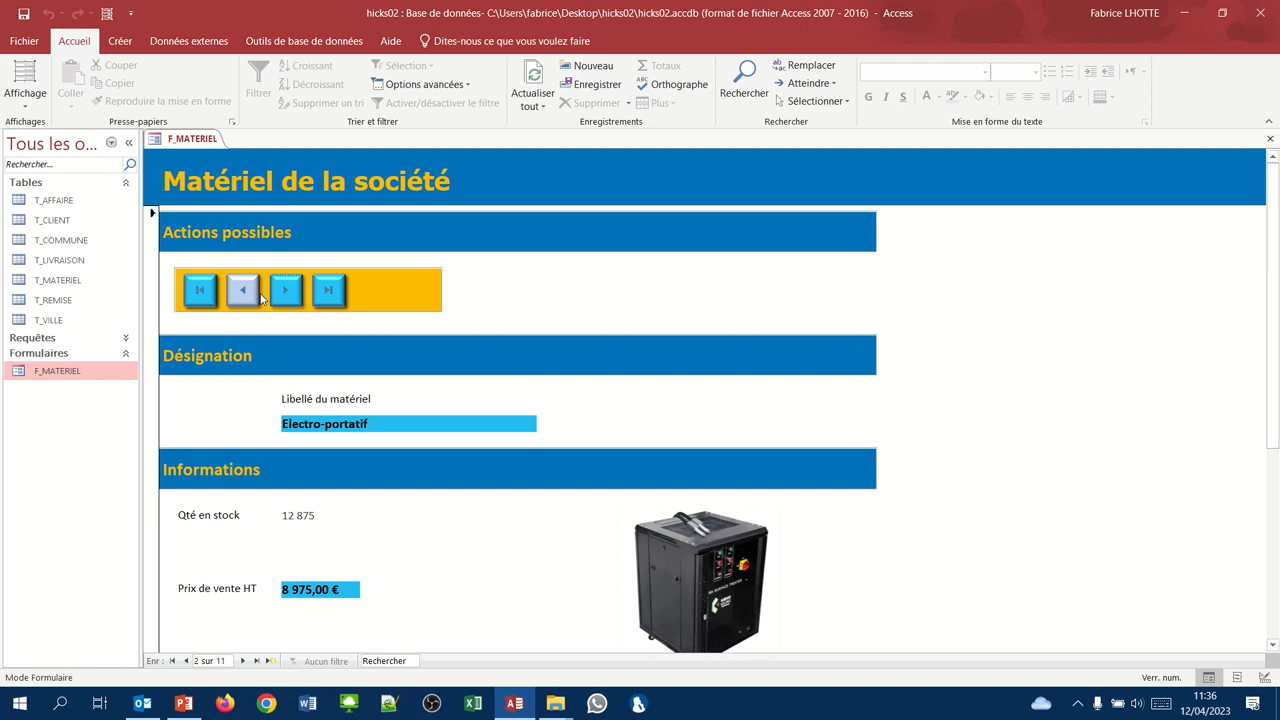 hicks02 : Base de données- C:\Users\fabrice\Desktop\hicks02\hicks02.accdb (format de fichier Access 2007 - 2016) - Access
Fabrice LHOTTE
Fichier
Accueil
Créer
Données externes
Outils de base de données
Aide
Dites-nous ce que vous voulez faire
Affichage
Affichages
Coller
Couper
Copier
Reproduire la mise en forme
Presse-papiers
Filtrer
Croissant
Décroissant
Supprimer un tri
Sélection
Options avancées
Activer/désactiver le filtre
Trier et filtrer
Actualiser
tout
Nouveau
Enregistrer
Supprimer
Totaux
Orthographe
Plus
Enregistrements
Rechercher
Remplacer
Atteindre
Sélectionner
Rechercher
G I S A
Mise en forme du texte
Tous les o...
Rechercher...
Tables
T_AFFAIRE
T_CLIENT
T_COMMUNE
T_LIVRAISON
T_MATERIEL
T_REMISE
T_VILLE
Requêtes
Formulaires
F_MATERIEL
F_MATERIEL
Matériel de la société
Actions possibles
Désignation
Libellé du matériel
Electro-portatif
Informations
Qté en stock
12 875
Prix de vente HT
8 975,00 €
Enr :
2 sur 11
Aucun filtre
Rechercher
Mode Formulaire
Verr. num.
11:36
12/04/2023